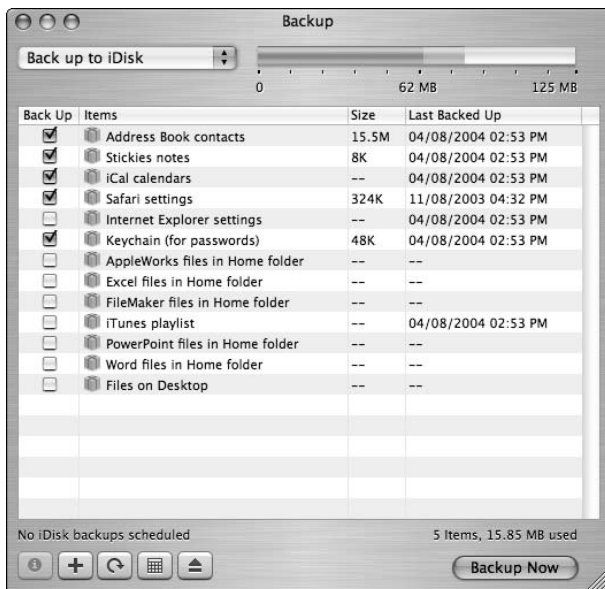 Backup
Back up to iDisk
0 62 MB 125 MB
Back Up Items Size Last Backed Up
Address Book contacts 15.5M 04/08/2004 02:53 PM
Stickies notes 8K 04/08/2004 02:53 PM
iCal calendars -- 04/08/2004 02:53 PM
Safari settings 324K 11/08/2003 04:32 PM
Internet Explorer settings -- 04/08/2004 02:53 PM
Keychain (for passwords) 48K 04/08/2004 02:53 PM
AppleWorks files in Home folder -- --
Excel files in Home folder -- --
FileMaker files in Home folder -- --
iTunes playlist -- 04/08/2004 02:53 PM
PowerPoint files in Home folder -- --
Word files in Home folder -- --
Files on Desktop -- --
No iDisk backups scheduled 5 Items, 15.85 MB used
Backup Now